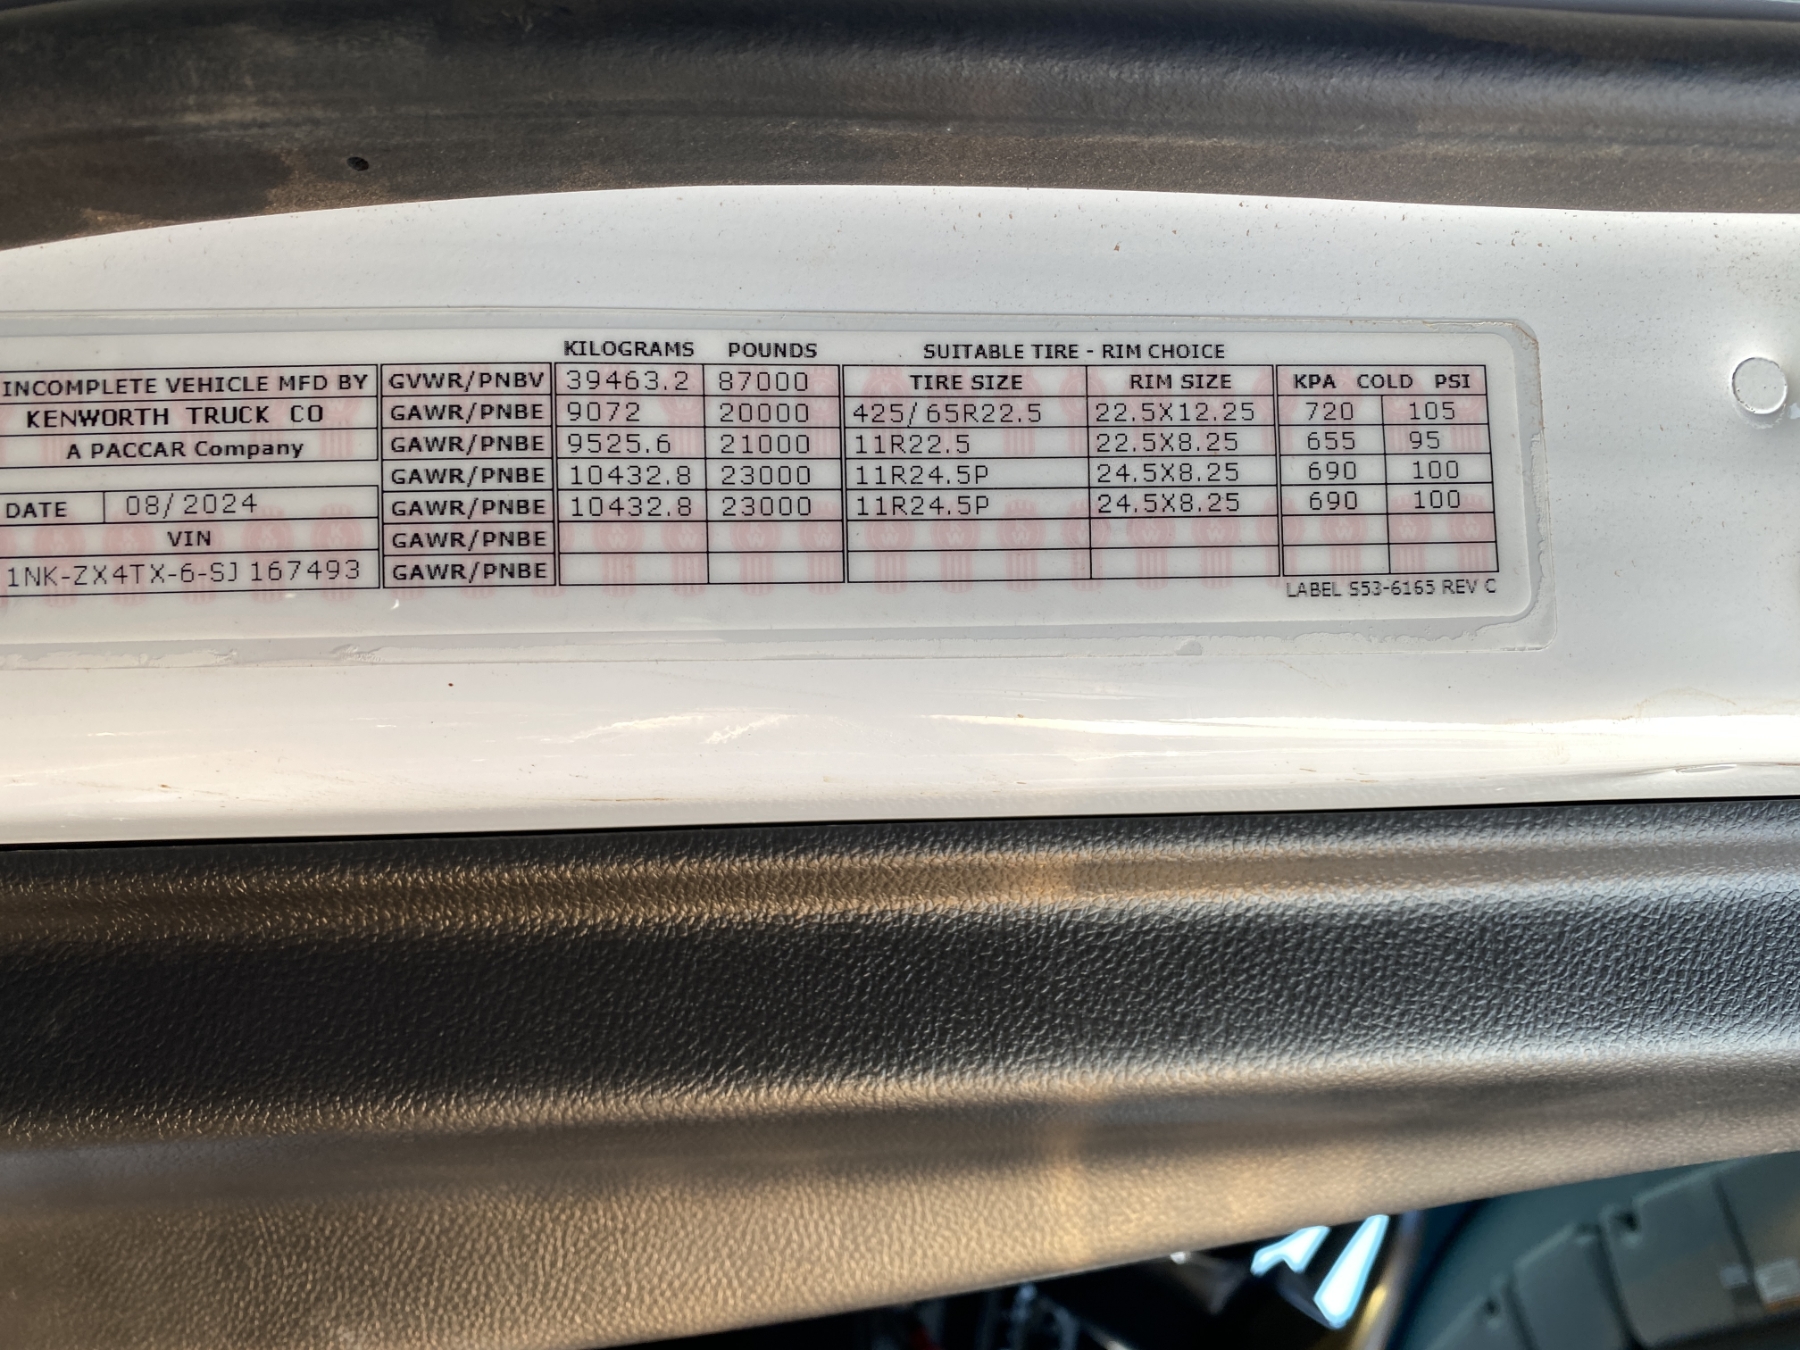 KILOGRAMS POUNDS SUITABLE TIRE - RIM CHOICE
INCOMPLETE VEHICLE MFD BY GVWR/PNBV 39463.2 87000 TIRE SIZE RIM SIZE KPA COLD PSI
KENWORTH TRUCK CO GAWR/PNBE 9072 20000 425/65R22.5 22.5X12.25 720 105
A PACCAR Company GAWR/PNBE 9525.6 21000 11R22.5 22.5X8.25 655 95
GAWR/PNBE 10432.8 23000 11R24.5P 24.5X8.25 690 100
DATE 08/2024 GAWR/PNBE 10432.8 23000 11R24.5P 24.5X8.25 690 100
VIN GAWR/PNBE
1NK-ZX4TX-6-SJ167493 GAWR/PNBE
LABEL S53-6165 REV C